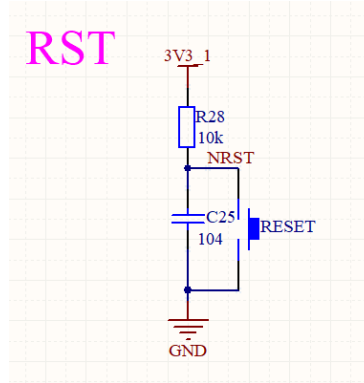 RST
3V3_1
R28
10k
NRST
C25
104
RESET
GND